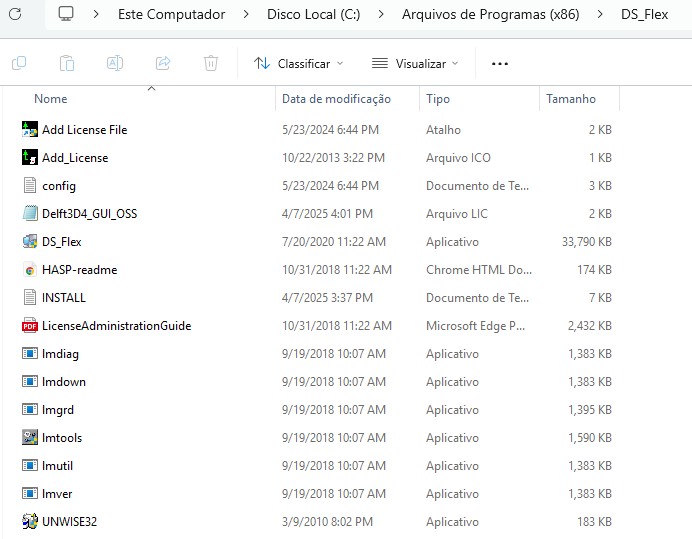 Este Computador > Disco Local (C:) > Arquivos de Programas (x86) > DS_Flex
Classificar Visualizar
Nome Data de modificação Tipo Tamanho
Add License File 5/23/2024 6:44 PM Atalho 2 KB
Add_License 10/22/2013 3:22 PM Arquivo ICO 1 KB
config 5/23/2024 6:44 PM Documento de Te... 3 KB
Delft3D4_GUI_OSS 4/7/2025 4:01 PM Arquivo LIC 2 KB
DS_Flex 7/20/2020 11:22 AM Aplicativo 33,790 KB
HASP-readme 10/31/2018 11:22 AM Chrome HTML Do... 174 KB
INSTALL 4/7/2025 3:37 PM Documento de Te... 7 KB
PDF LicenseAdministrationGuide 10/31/2018 11:22 AM Microsoft Edge P... 2,432 KB
lmdiag 9/19/2018 10:07 AM Aplicativo 1,383 KB
lmdown 9/19/2018 10:07 AM Aplicativo 1,383 KB
lmgrd 9/19/2018 10:07 AM Aplicativo 1,395 KB
lmtools 9/19/2018 10:07 AM Aplicativo 1,590 KB
lmutil 9/19/2018 10:07 AM Aplicativo 1,383 KB
lmver 9/19/2018 10:07 AM Aplicativo 1,383 KB
UNWISE32 3/9/2010 8:02 PM Aplicativo 183 KB